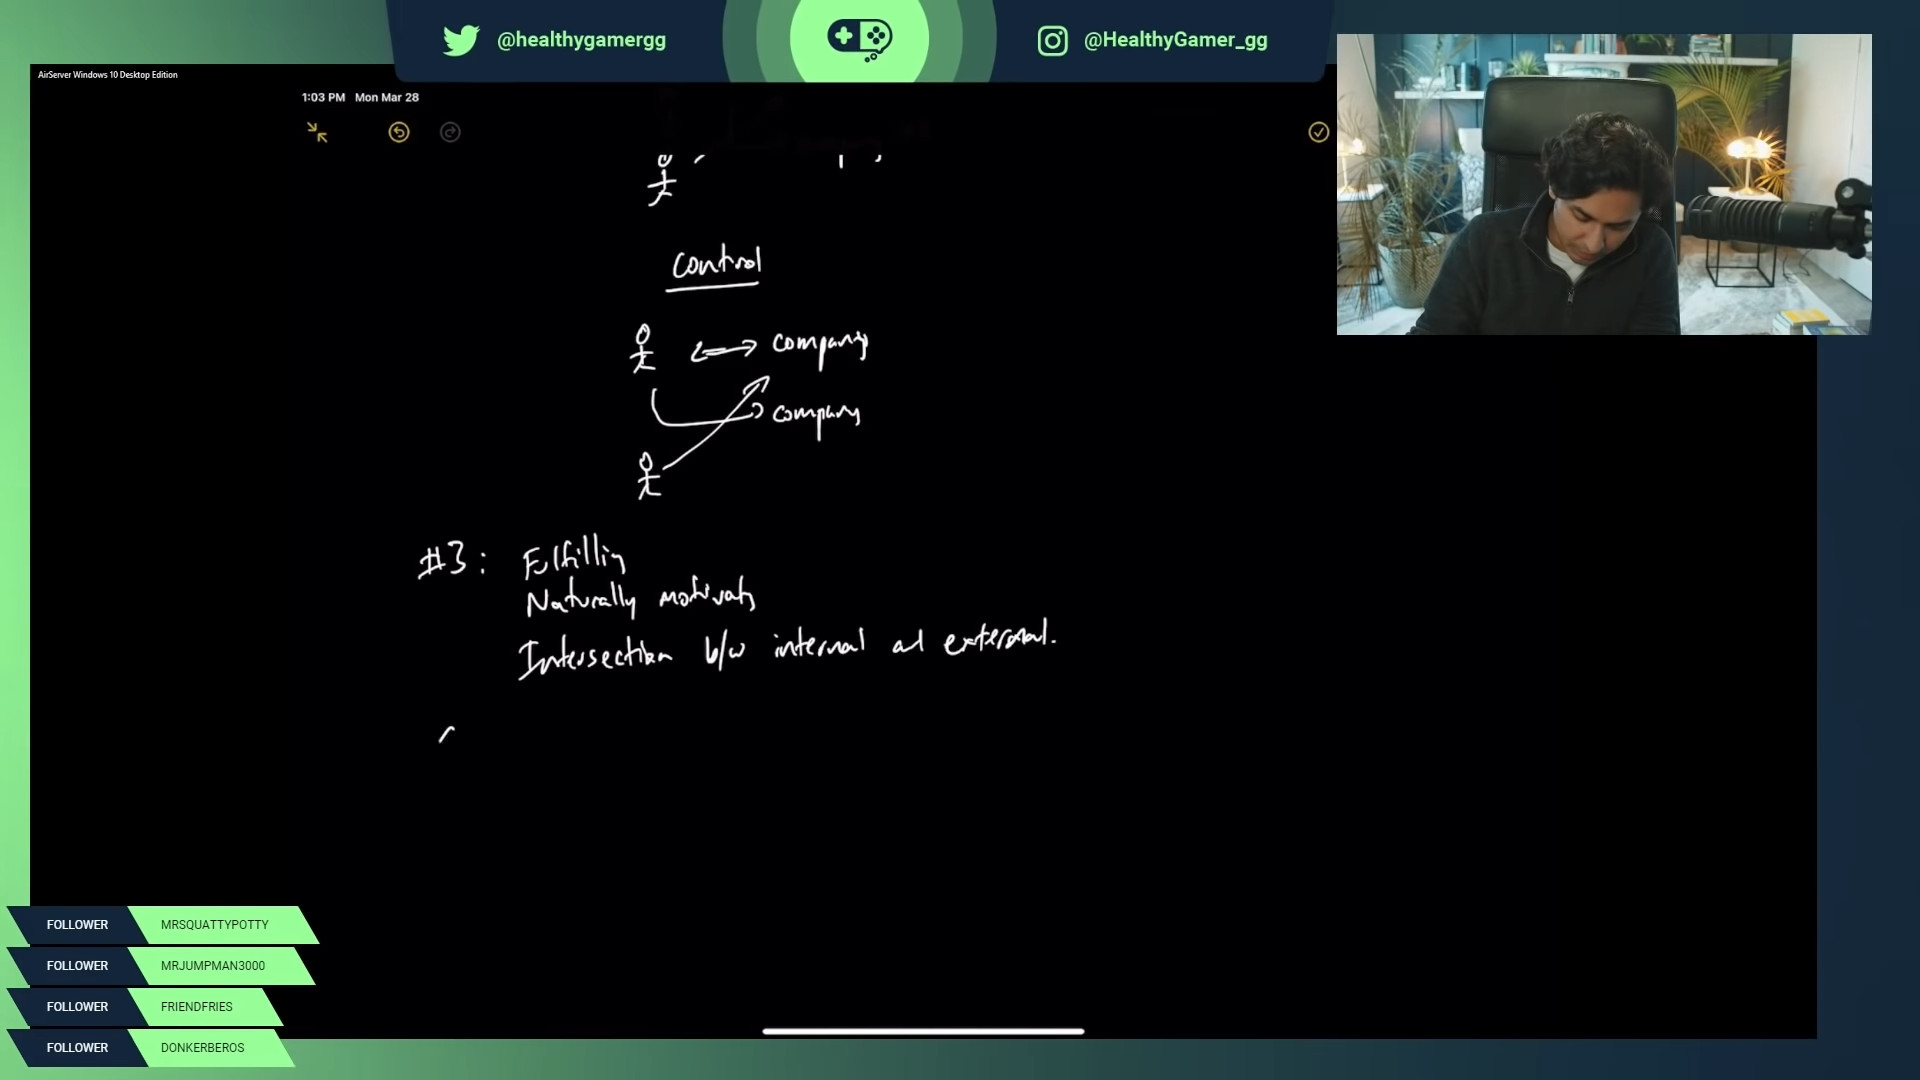 @healthygamergg
@HealthyGamer_gg
AirServer Windows 10 Desktop Edition
1:03 PM Mon Mar 28
control
company
company
#3: Fulfilling
Naturally motivating
Intersection b/w internal and external.
FOLLOWER MRSQUATTYPOTTY
FOLLOWER MRJUMPMAN3000
FOLLOWER FRIENDFRIES
FOLLOWER DONKERBEROS